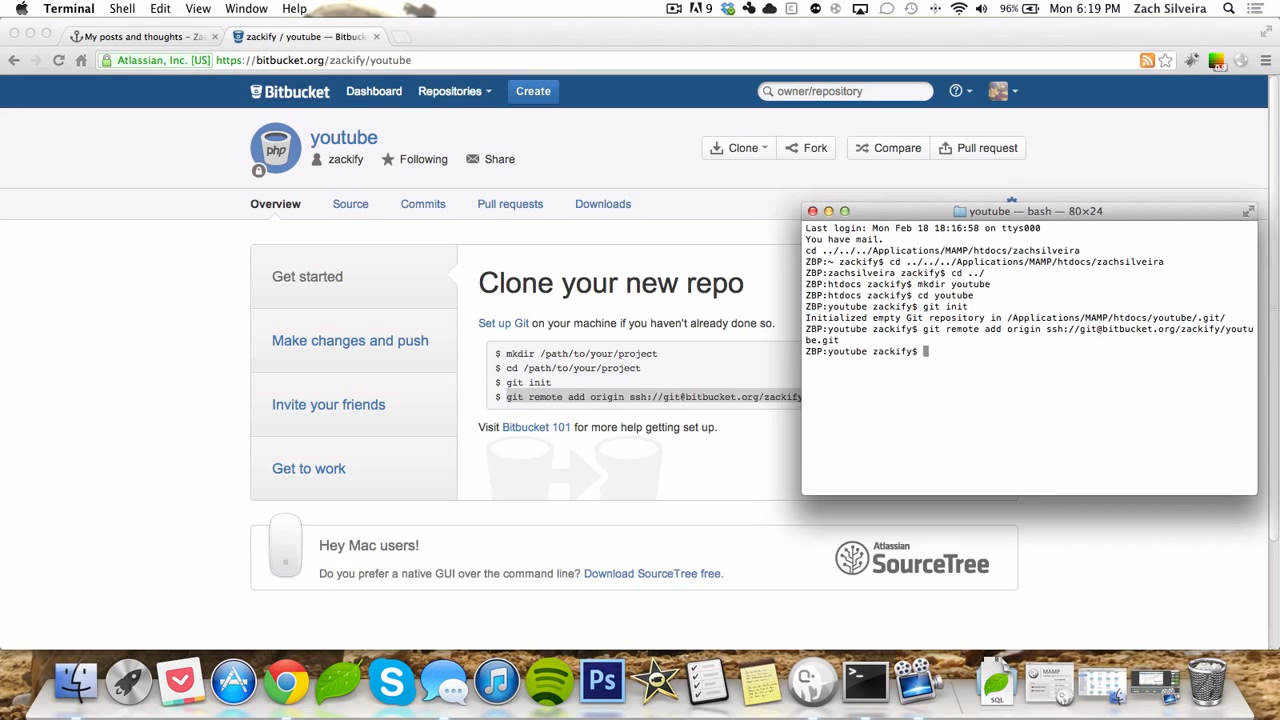 Terminal Shell Edit View Window Help 9 96% Mon 6:19 PM Zach Silveira
My posts and thoughts – Za
zackify / youtube — Bitbuc
Atlassian, Inc. [US] https://bitbucket.org/zackify/youtube
Bitbucket Dashboard Repositories Create owner/repository
php
youtube
zackify Following Share
Clone Fork Compare Pull request
Overview Source Commits Pull requests Downloads
Get started
Make changes and push
Invite your friends
Get to work
Clone your new repo
Set up Git on your machine if you haven't already done so.
$ mkdir /path/to/your/project
$ cd /path/to/your/project
$ git init
$ git remote add origin ssh://git@bitbucket.org/zackify
Visit Bitbucket 101 for more help getting set up.
youtube — bash — 80×24
Last login: Mon Feb 18 18:16:58 on ttys000
You have mail.
cd ../../../Applications/MAMP/htdocs/zachsilveira
ZBP:~ zackify$ cd ../../../Applications/MAMP/htdocs/zachsilveira
ZBP:zachsilveira zackify$ cd ../
ZBP:htdocs zackify$ mkdir youtube
ZBP:htdocs zackify$ cd youtube
ZBP:youtube zackify$ git init
Initialized empty Git repository in /Applications/MAMP/htdocs/youtube/.git/
ZBP:youtube zackify$ git remote add origin ssh://git@bitbucket.org/zackify/youtu
be.git
ZBP:youtube zackify$
Hey Mac users!
Do you prefer a native GUI over the command line? Download SourceTree free.
Atlassian
SourceTree
Ps
SQL
MAMP